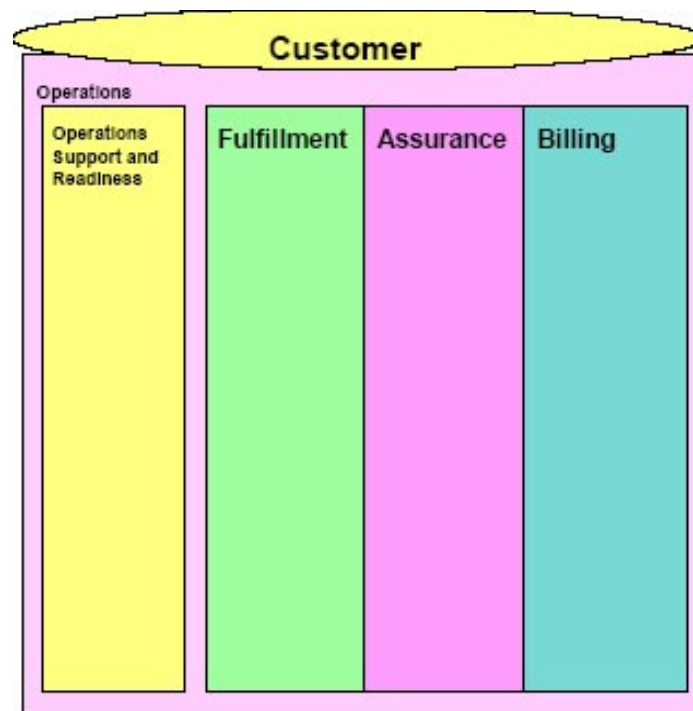 Customer
Operations
Operations
Support and
Readiness
Fulfillment
Assurance
Billing